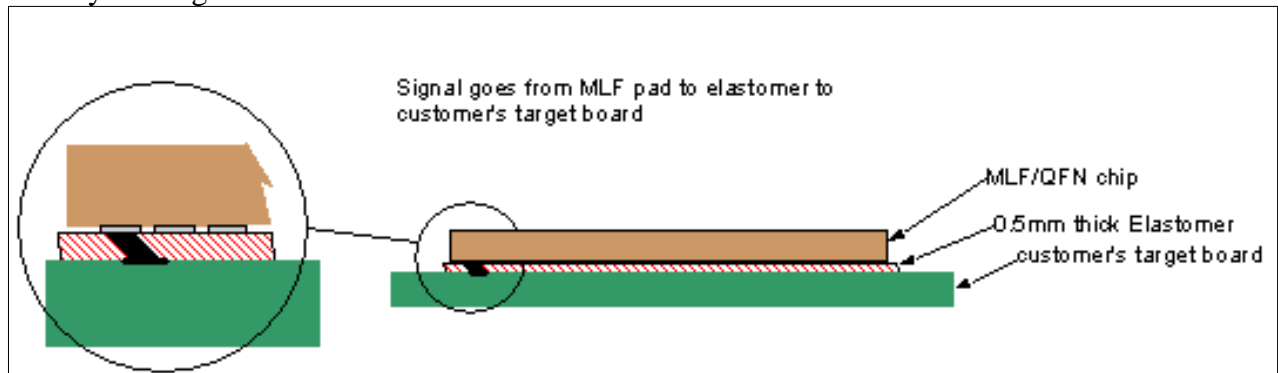 Signal goes from MLF pad to elastomer to
customer's target board
MLF/QFN chip
0.5mm thick Elastomer
customer's target board